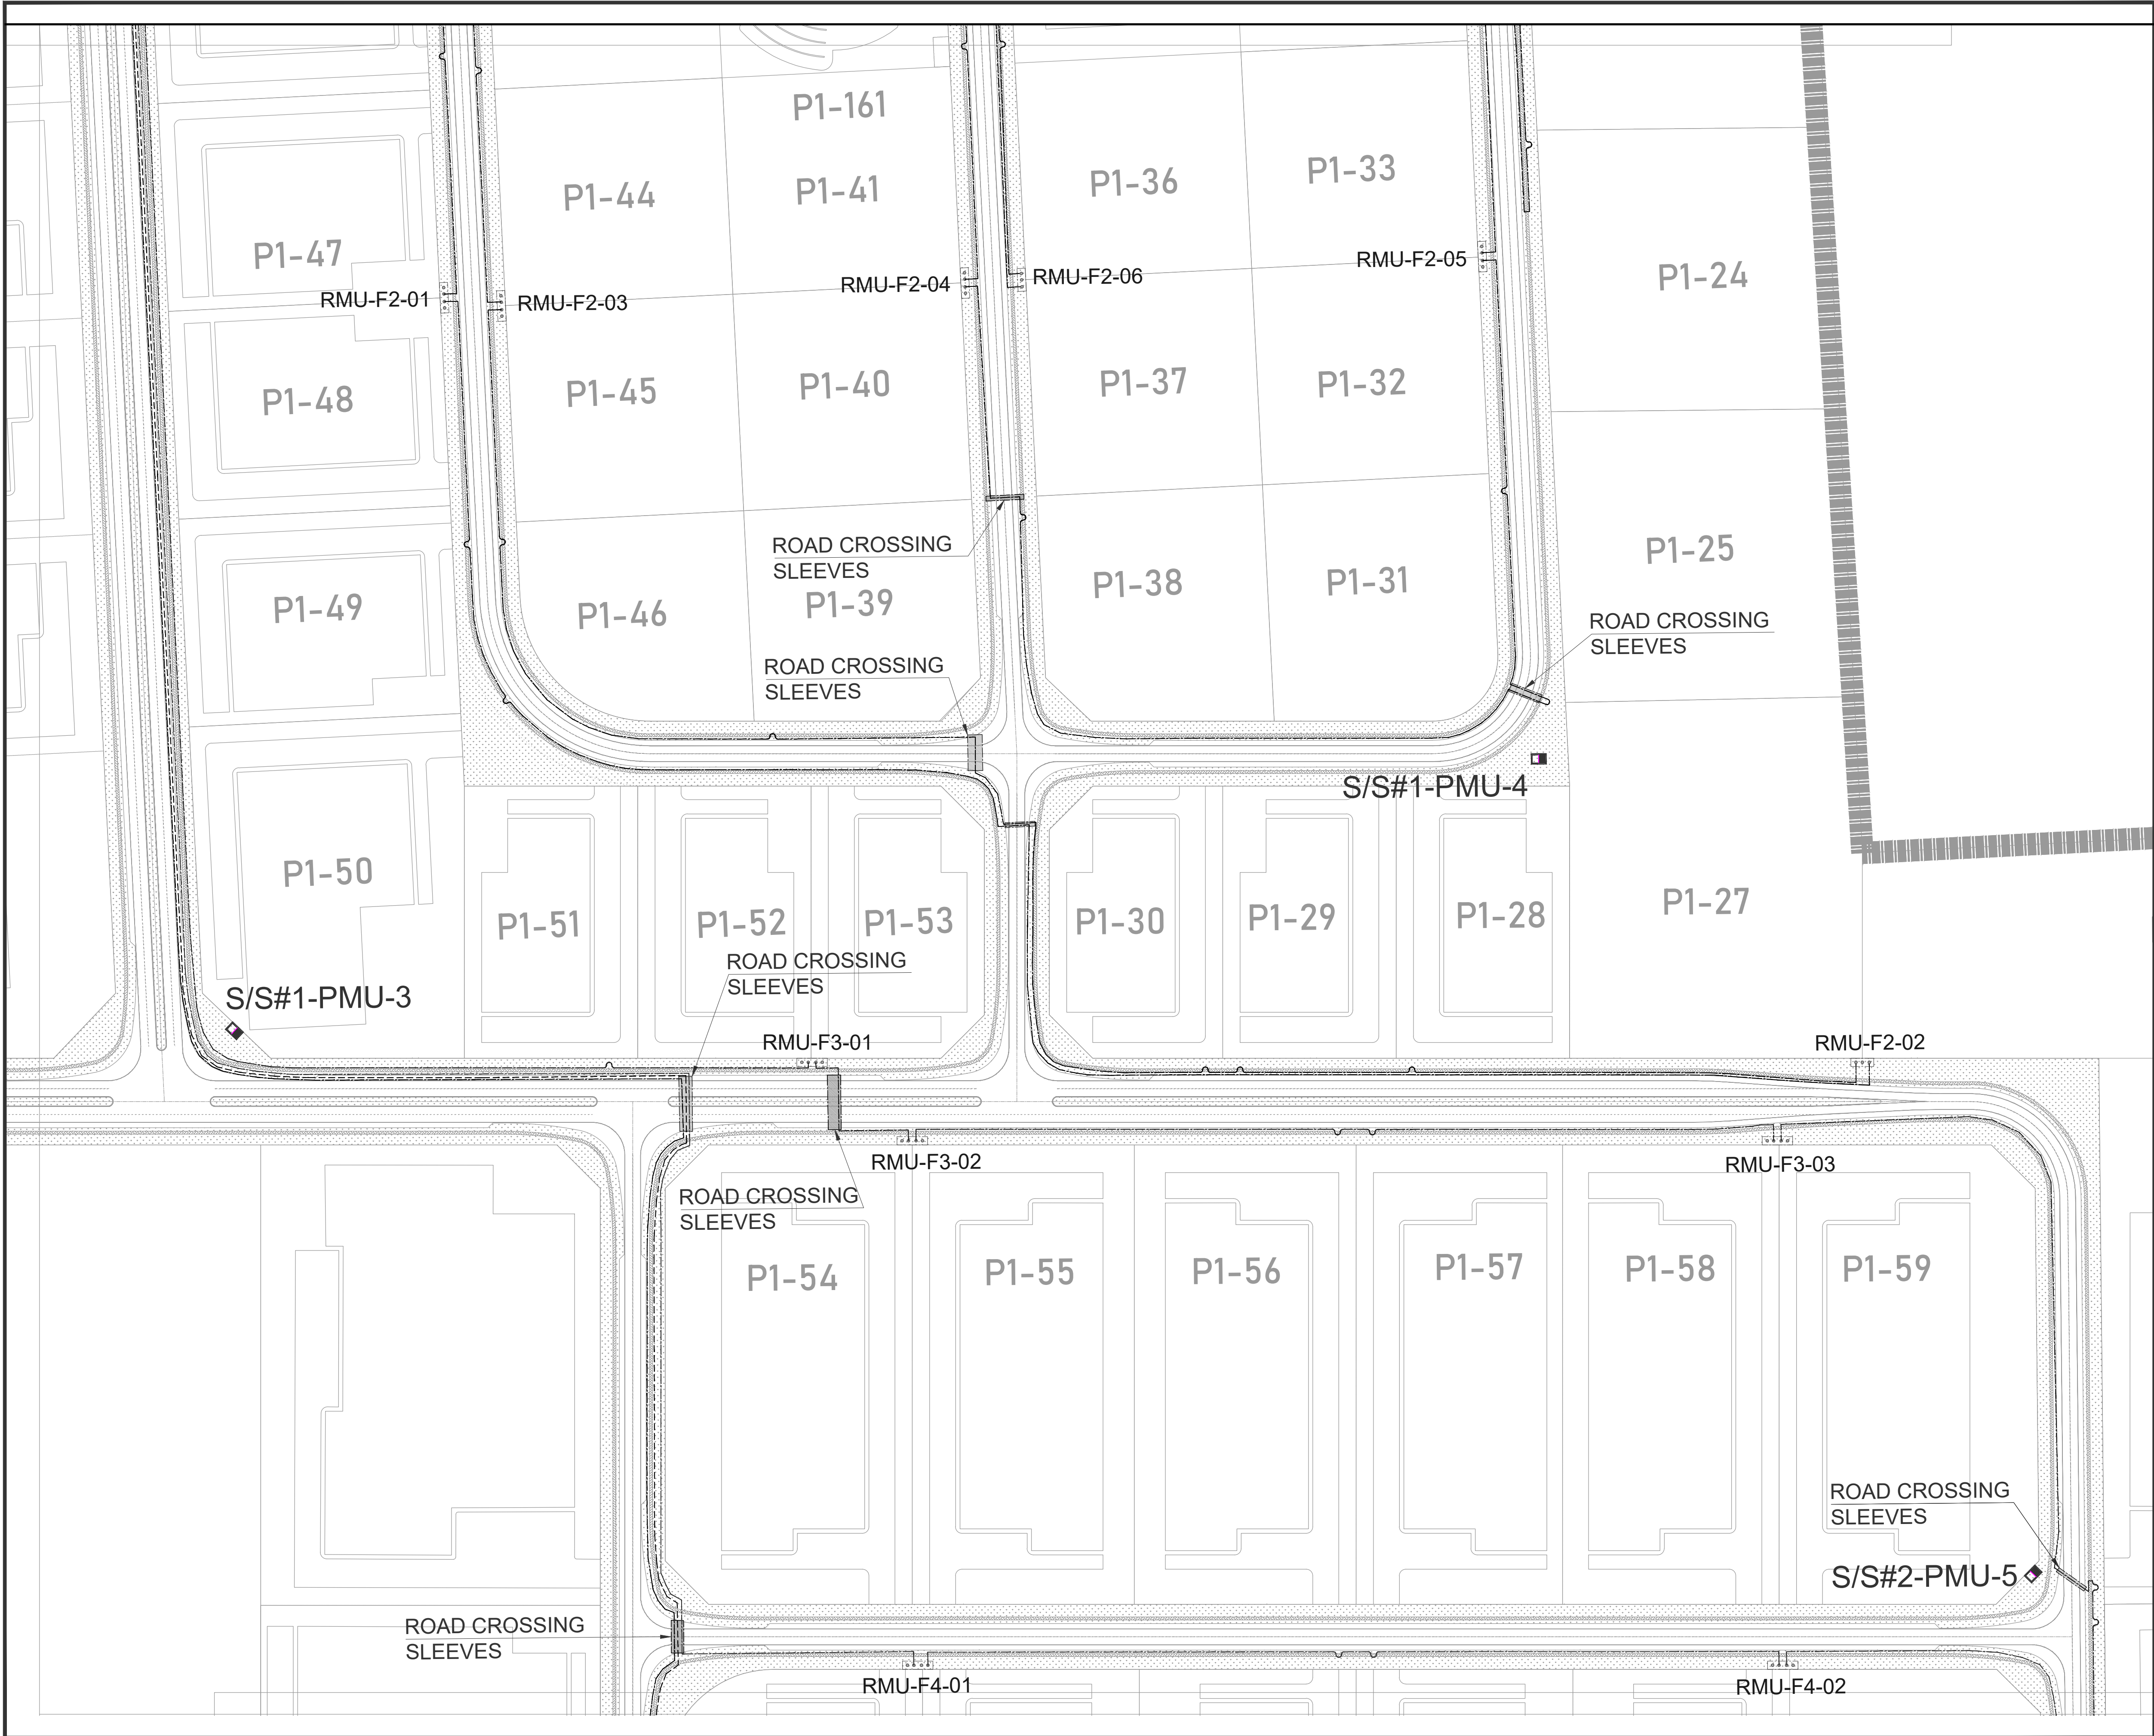 P1-161
P1-44
P1-41
P1-36
P1-33
P1-47
RMU-F2-01
RMU-F2-03
RMU-F2-04
RMU-F2-06
RMU-F2-05
P1-24
P1-48
P1-45
P1-40
P1-37
P1-32
ROAD CROSSING
SLEEVES
P1-25
P1-49
P1-46
P1-39
P1-38
P1-31
ROAD CROSSING
SLEEVES
ROAD CROSSING
SLEEVES
S/S#1-PMU-4
P1-50
P1-51
P1-52
P1-53
P1-30
P1-29
P1-28
P1-27
ROAD CROSSING
SLEEVES
S/S#1-PMU-3
RMU-F3-01
RMU-F2-02
RMU-F3-02
RMU-F3-03
ROAD CROSSING
SLEEVES
P1-54
P1-55
P1-56
P1-57
P1-58
P1-59
ROAD CROSSING
SLEEVES
S/S#2-PMU-5
ROAD CROSSING
SLEEVES
RMU-F4-01
RMU-F4-02